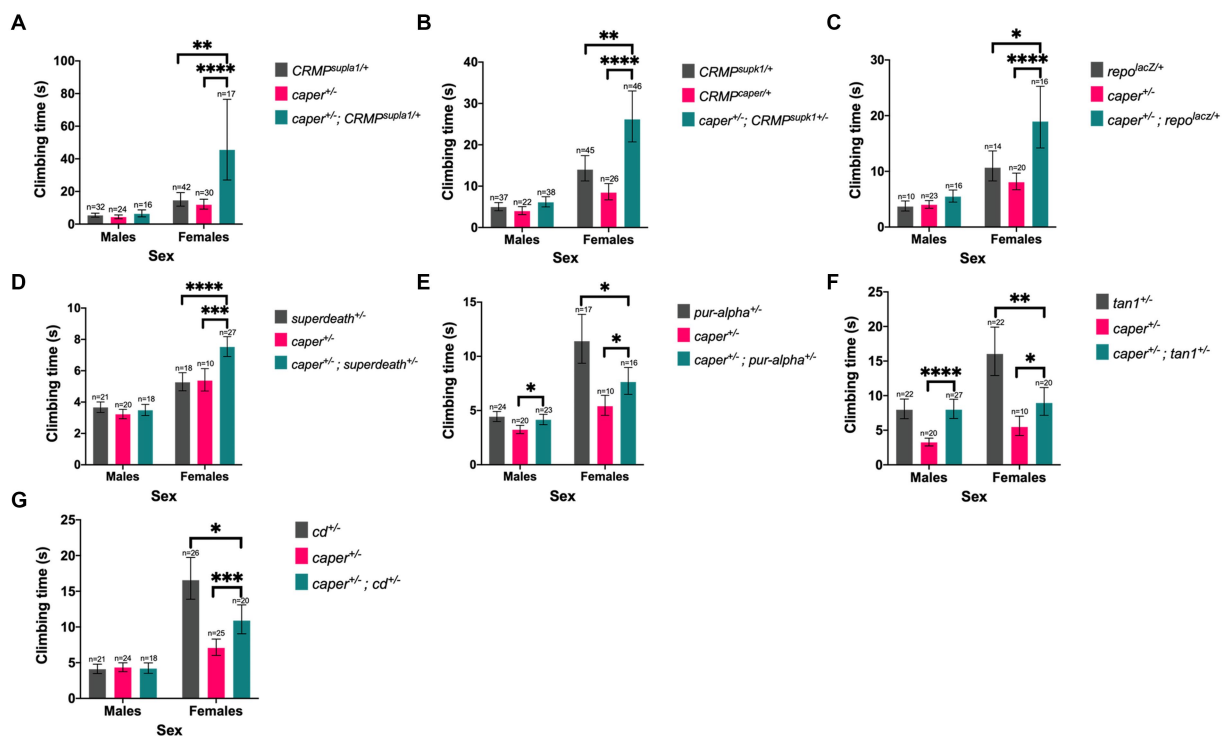 A
Climbing time (s)
100
80
60
40
20
0
**
****
n=32
n=24
n=16
n=42
n=30
n=17
Males
Females
Sex
CRMP^supla1/+
caper^+/-
caper^+/-; CRMP^supla1/+
B
Climbing time (s)
40
30
20
10
0
**
****
n=37
n=22
n=38
n=45
n=26
n=46
Males
Females
Sex
CRMP^supk1/+
CRMP^caper/+
caper^+/-; CRMP^supk1+/-
C
Climbing time (s)
30
20
10
0
*
****
n=10
n=23
n=16
n=14
n=20
n=16
Males
Females
Sex
repo^lacZ/+
caper^+/-
caper^+/- ; repo^lacz/+
D
Climbing time (s)
8
6
4
2
0
****
***
n=21
n=20
n=18
n=18
n=10
n=27
Males
Females
Sex
superdeath^+/-
caper^+/-
caper^+/- ; superdeath^+/-
E
Climbing time (s)
15
10
5
0
*
*
*
n=24
n=20
n=23
n=17
n=10
n=16
Males
Females
Sex
pur-alpha^+/-
caper^+/-
caper^+/- ; pur-alpha^+/-
F
Climbing time (s)
25
20
15
10
5
0
**
****
*
n=22
n=20
n=27
n=22
n=10
n=20
Males
Females
Sex
tan1^+/-
caper^+/-
caper^+/- ; tan1^+/-
G
Climbing time (s)
25
20
15
10
5
0
*
***
n=21
n=24
n=18
n=26
n=25
n=20
Males
Females
Sex
cd^+/-
caper^+/-
caper^+/- ; cd^+/-